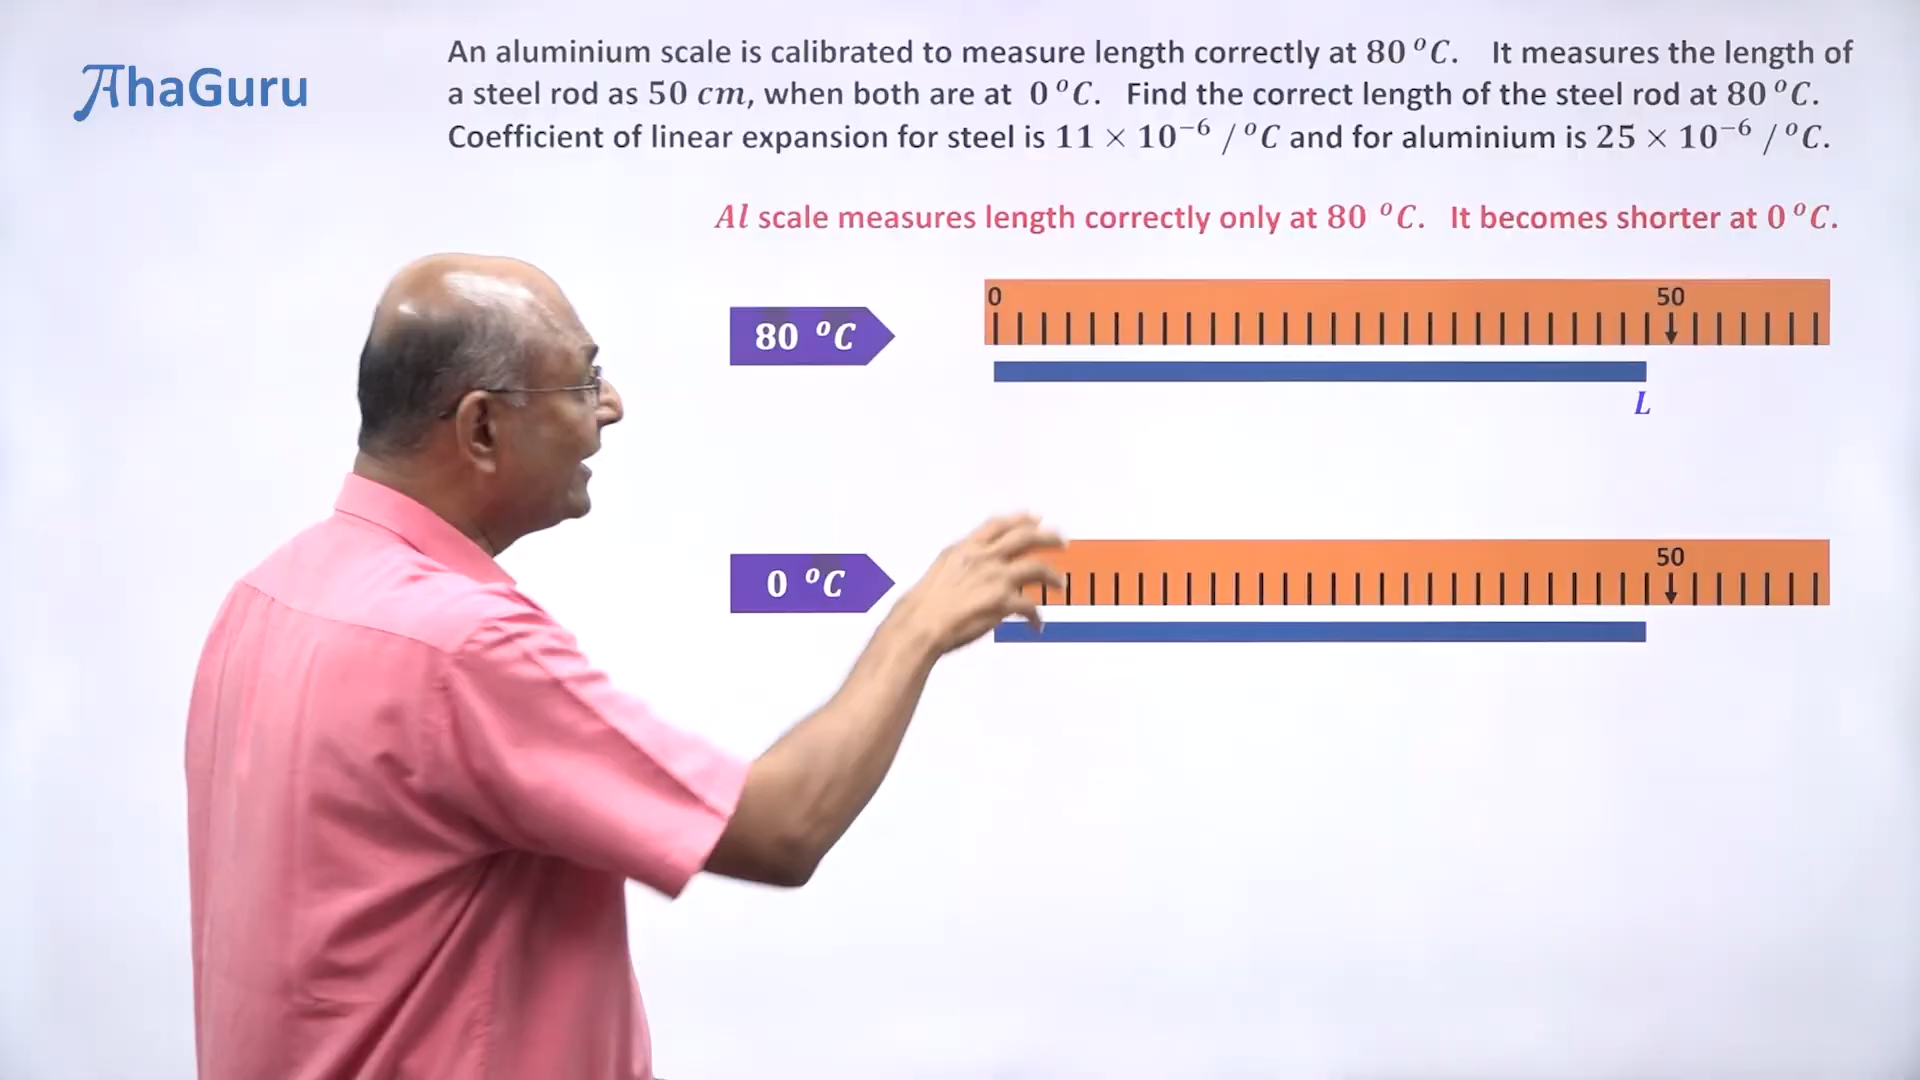 AhaGuru
An aluminium scale is calibrated to measure length correctly at 80 °C. It measures the length of
a steel rod as 50 cm, when both are at 0 °C. Find the correct length of the steel rod at 80 °C.
Coefficient of linear expansion for steel is 11 × 10⁻⁶ /°C and for aluminium is 25 × 10⁻⁶ /°C.
Al scale measures length correctly only at 80 °C. It becomes shorter at 0 °C.
0 50
80 °C
L
50
0 °C